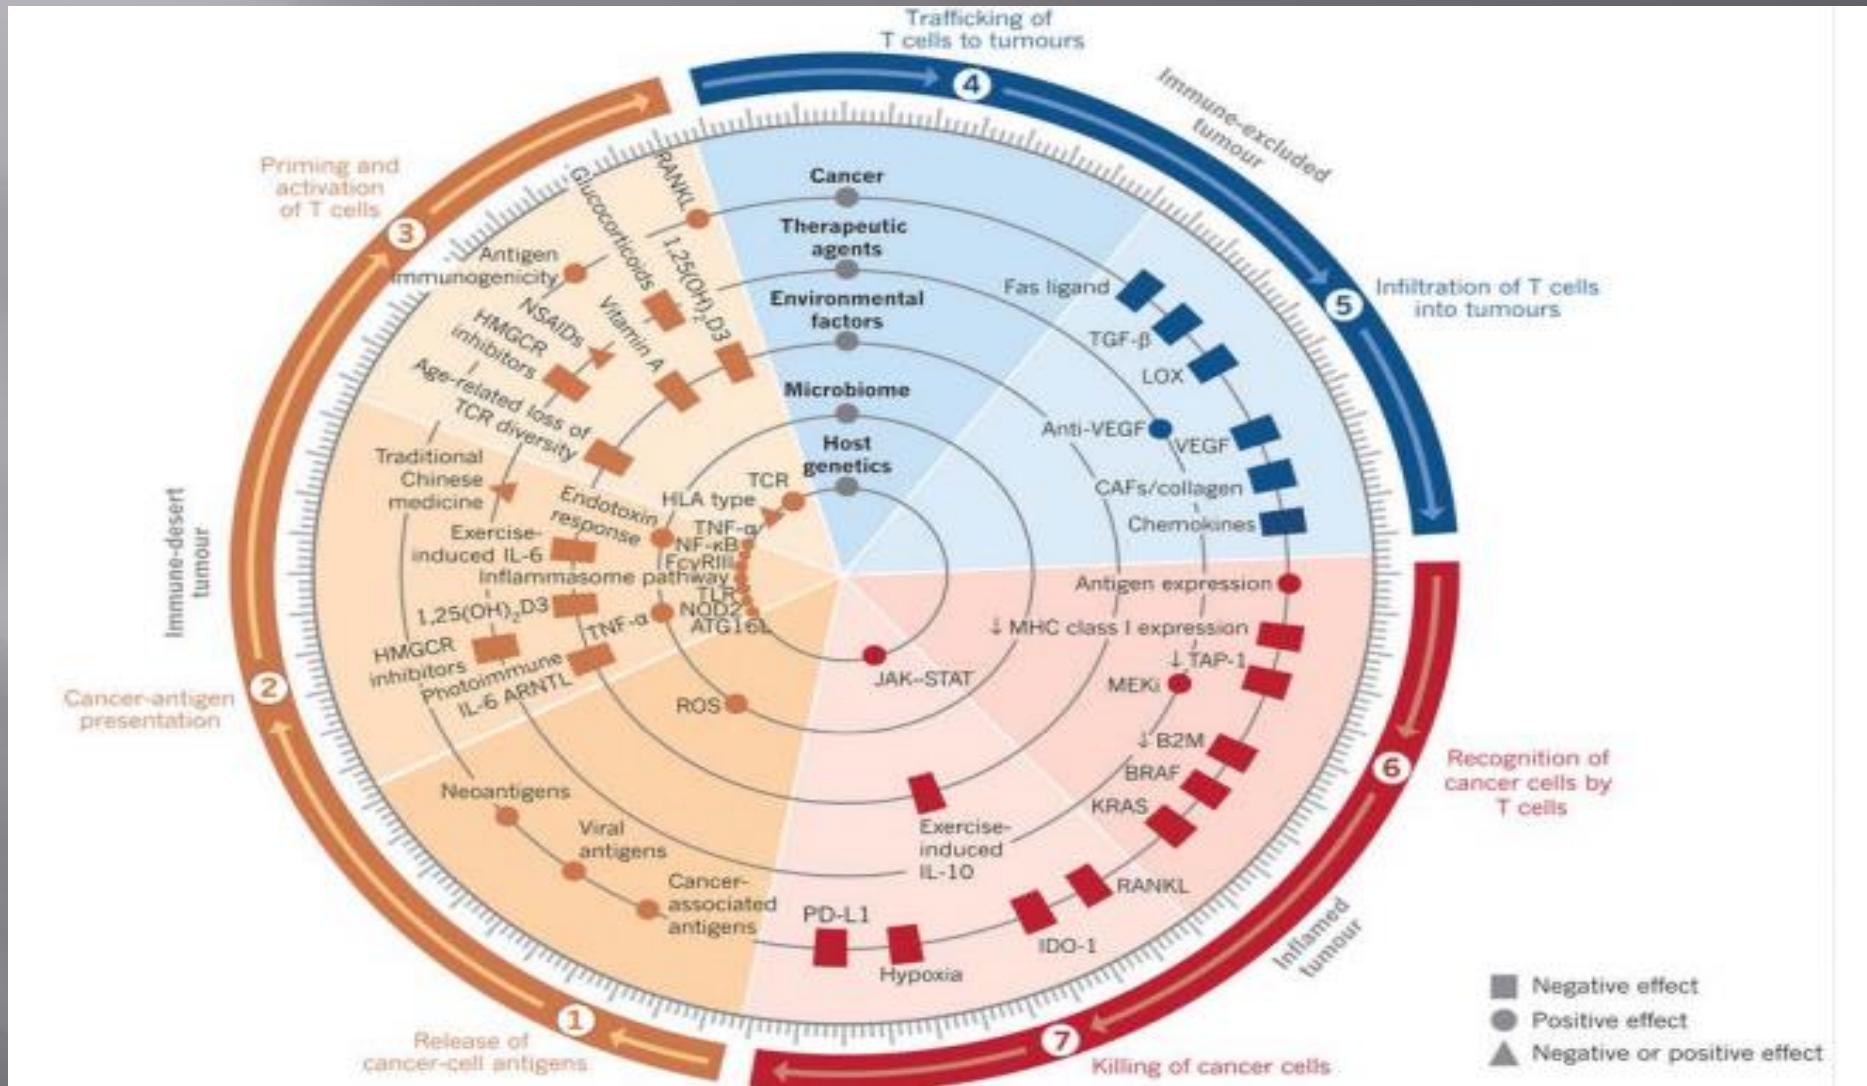 Trafficking of
T cells to tumours
4
Immune-excluded
tumour
5
Infiltration of T cells
into tumours
6
Recognition of
cancer cells by
T cells
Inflamed
tumour
7
Killing of cancer cells
1
Release of
cancer-cell antigens
2
Cancer-antigen
presentation
Immune-desert
tumour
3
Priming and
activation
of T cells
Cancer
Therapeutic
agents
Environmental
factors
Microbiome
Host
genetics
Fas ligand
TGF-β
LOX
Anti-VEGF
VEGF
CAFs/collagen
Chemokines
Antigen expression
↓ MHC class I expression
↓ TAP-1
MEKi
↓ B2M
BRAF
KRAS
JAK–STAT
Exercise-
induced
IL-10
RANKL
IDO-1
Hypoxia
PD-L1
ROS
Cancer-
associated
antigens
Viral
antigens
Neoantigens
Traditional
Chinese
medicine
Exercise-
induced IL-6
1,25(OH)2D3
HMGCR
inhibitors
Photoimmune
IL-6 ARNTL
Endotoxin
response
TNF-α
TNF-α
NF-κB
FcγRIII
Inflammasome pathway
TLR
NOD2
ATG16L
RANKL
Glucocorticoids
1,25(OH)2D3
Antigen
immunogenicity
NSAIDs
Vitamin A
HMGCR
inhibitors
Age-related loss of
TCR diversity
TCR
HLA type
Negative effect
Positive effect
Negative or positive effect